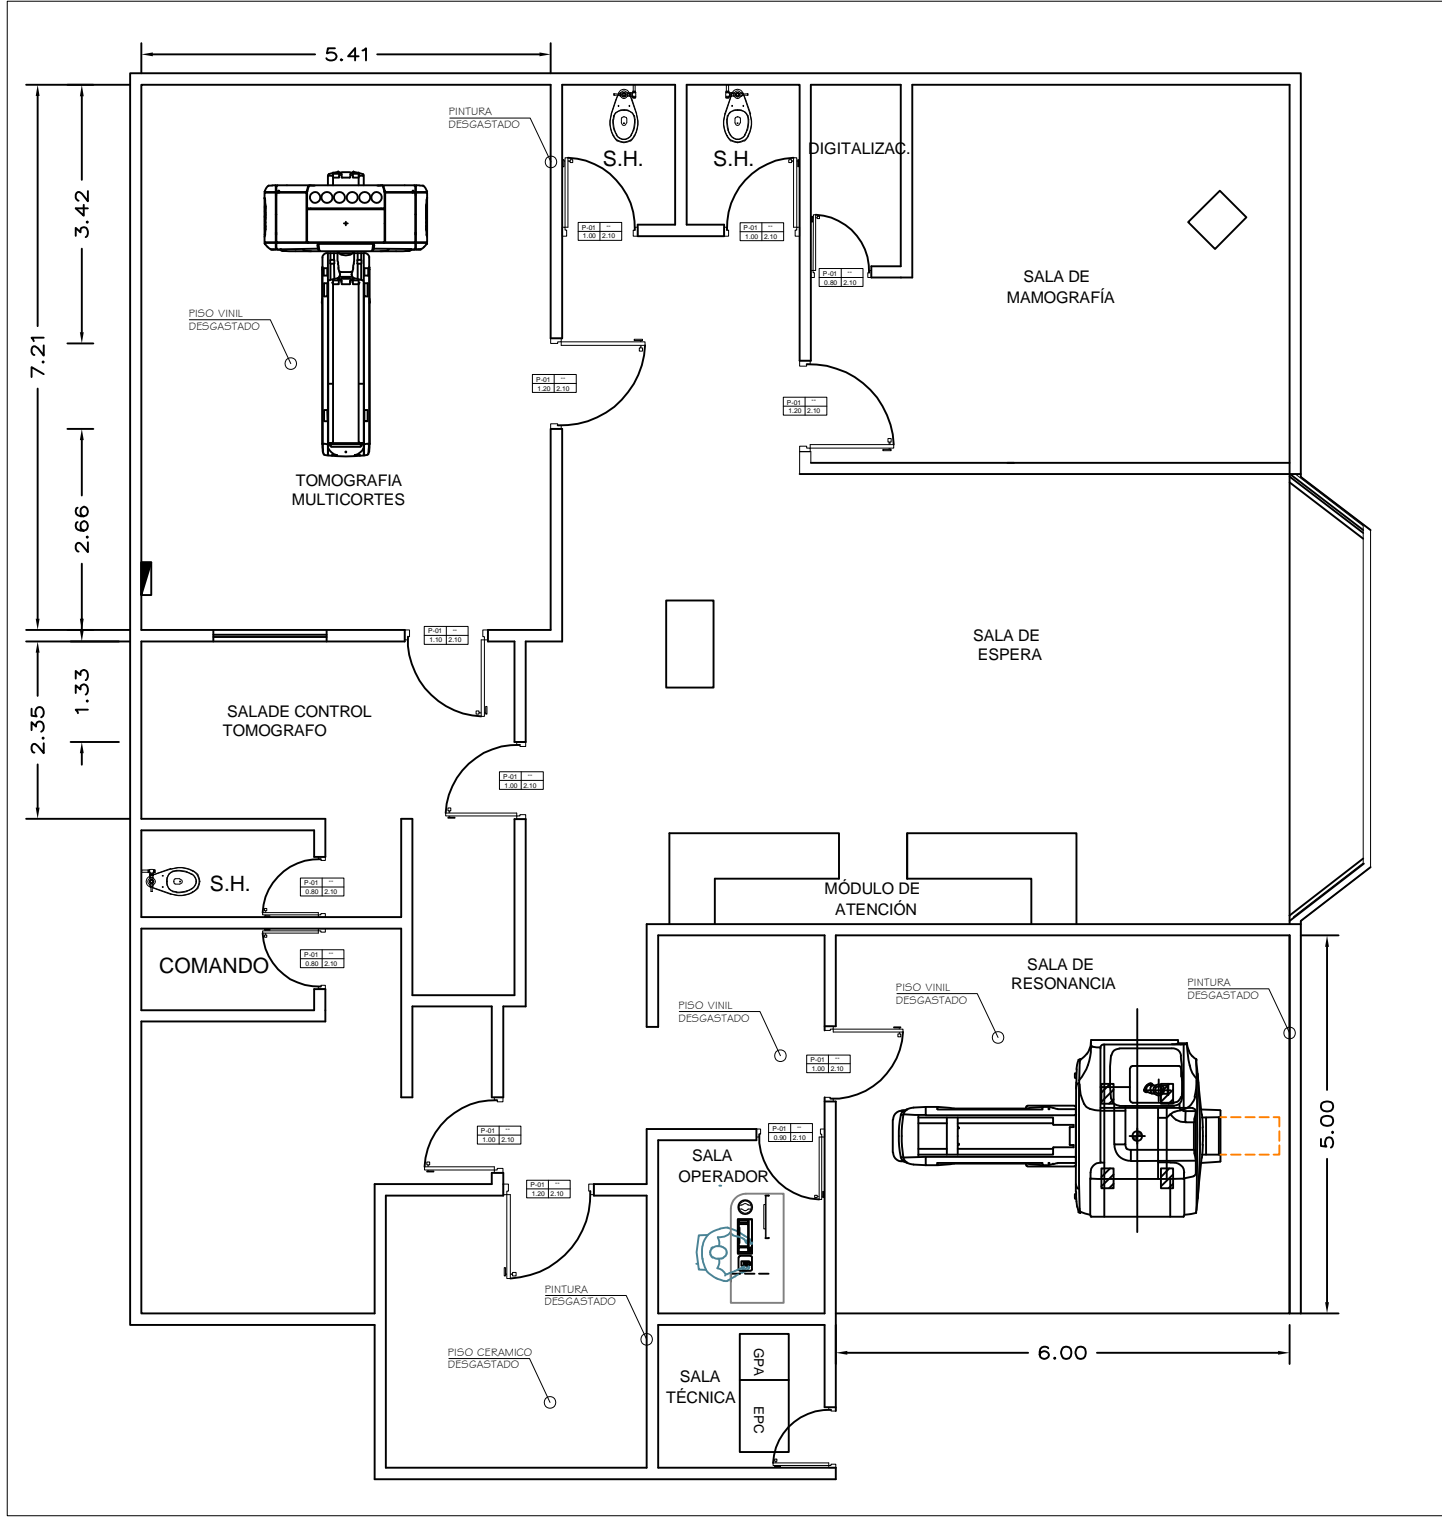 5.41
PINTURA
DESGASTADO
S.H.
S.H.
DIGITALIZAC.
3.42
P-01 --
1.00 2.10
P-01 --
1.00 2.10
P-01 --
0.80 2.10
SALA DE
MAMOGRAFÍA
PISO VINIL
DESGASTADO
7.21
P-01 --
1.20 2.10
P-01 --
1.20 2.10
TOMOGRAFIA
MULTICORTES
2.66
P-01 --
1.10 2.10
SALA DE
ESPERA
1.33
2.35
SALADE CONTROL
TOMOGRAFO
P-01 --
1.00 2.10
S.H.
P-01 --
0.80 2.10
MÓDULO DE
ATENCIÓN
COMANDO
P-01 --
0.80 2.10
SALA DE
RESONANCIA
PISO VINIL
DESGASTADO
PISO VINIL
DESGASTADO
PINTURA
DESGASTADO
P-01 --
1.00 2.10
5.00
P-01 --
1.00 2.10
P-01 --
0.90 2.10
SALA
OPERADOR
P-01 --
1.20 2.10
PINTURA
DESGASTADO
PISO CERAMICO
DESGASTADO
6.00
SALA
TÉCNICA
GPA
EPC